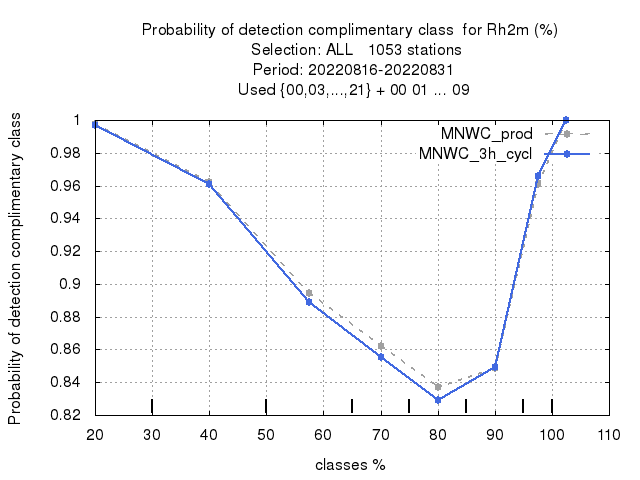 Probability of detection complimentary class  for Rh2m (%)
Selection: ALL   1053 stations
Period: 20220816-20220831
Used {00,03,...,21} + 00 01 ... 09
Probability of detection complimentary class
1
0.98
0.96
0.94
0.92
0.9
0.88
0.86
0.84
0.82
MNWC_prod
MNWC_3h_cycl
20 30 40 50 60 70 80 90 100 110
classes %